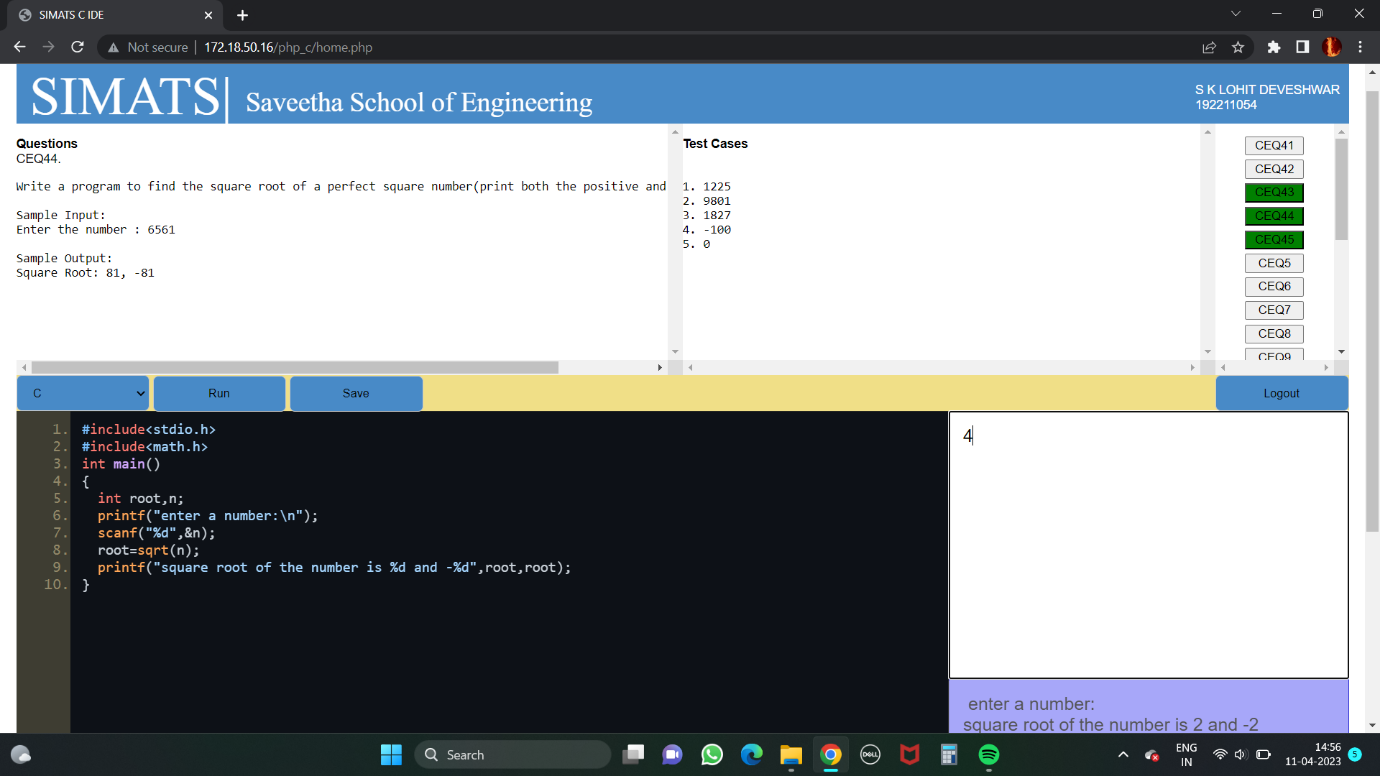 SIMATS C IDE
Not secure 172.18.50.16/php_c/home.php
SIMATS| Saveetha School of Engineering
S K LOHIT DEVESHWAR
192211054
Questions
CEQ44.
Write a program to find the square root of a perfect square number(print both the positive and
Sample Input:
Enter the number : 6561
Sample Output:
Square Root: 81, -81
Test Cases
1. 1225
2. 9801
3. 1827
4. -100
5. 0
CEQ41
CEQ42
CEQ43
CEQ44
CEQ45
CEQ5
CEQ6
CEQ7
CEQ8
CEQ9
C Run Save Logout
1. #include<stdio.h>
2. #include<math.h>
3. int main()
4. {
5. int root,n;
6. printf("enter a number:\n");
7. scanf("%d",&n);
8. root=sqrt(n);
9. printf("square root of the number is %d and -%d",root,root);
10. }
4
enter a number:
square root of the number is 2 and -2
Search
DELL
ENG
IN
14:56
11-04-2023
5